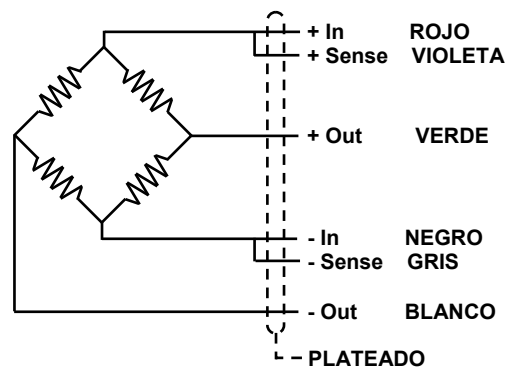 + In ROJO
+ Sense VIOLETA
+ Out VERDE
- In NEGRO
- Sense GRIS
- Out BLANCO
PLATEADO